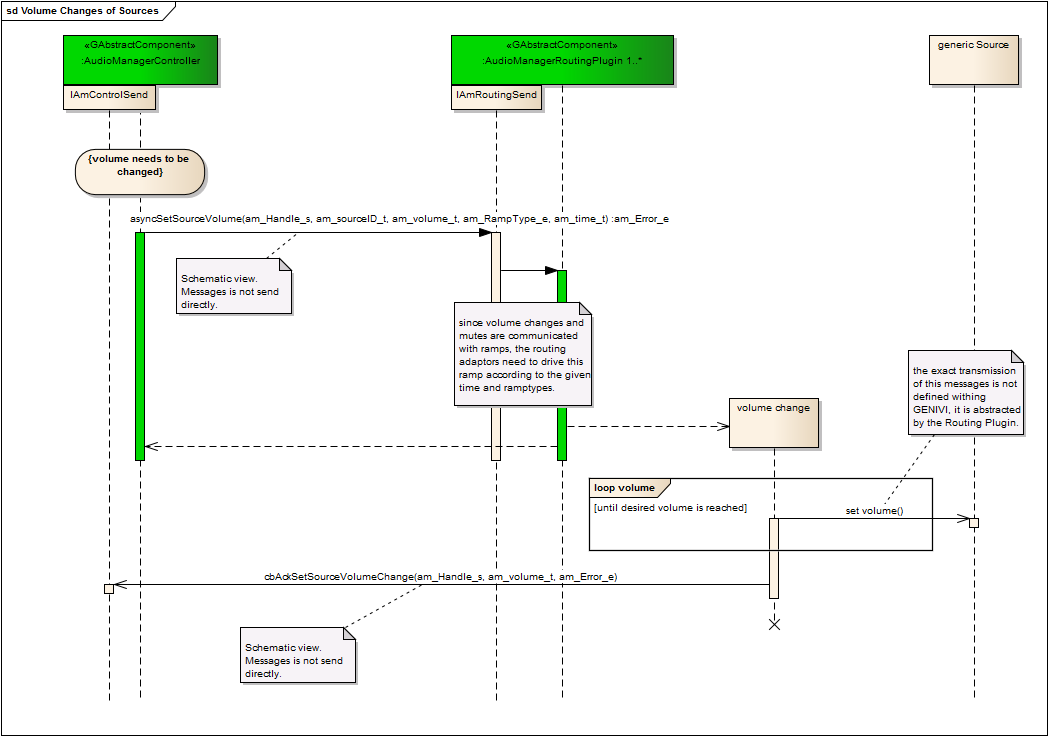 sd Volume Changes of Sources
«GAbstractComponent»
:AudioManagerController
IAmControlSend
«GAbstractComponent»
:AudioManagerRoutingPlugin 1..*
IAmRoutingSend
generic Source
{volume needs to be
changed}
asyncSetSourceVolume(am_Handle_s, am_sourceID_t, am_volume_t, am_RampType_e, am_time_t) :am_Error_e
Schematic view.
Messages is not send
directly.
since volume changes and
mutes are communicated
with ramps, the routing
adaptors need to drive this
ramp according to the given
time and ramptypes.
the exact transmission
of this messages is not
defined withing
GENIVI, it is abstracted
by the Routing Plugin.
volume change
loop volume
[until desired volume is reached]
set volume()
cbAckSetSourceVolumeChange(am_Handle_s, am_volume_t, am_Error_e)
Schematic view.
Messages is not send
directly.